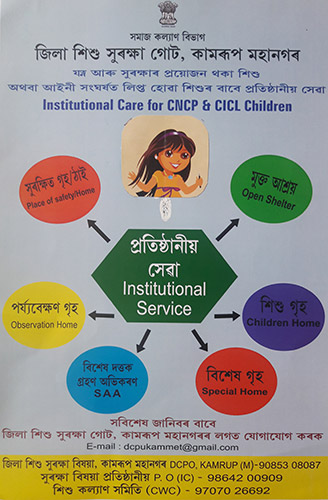 সমাজ কল্যাণ বিভাগ
জিলা শিশু সুৰক্ষা গোট, কামৰূপ মহানগৰ
যত্ন আৰু সুৰক্ষাৰ প্ৰয়োজন থকা শিশু
অথবা আইনী সংঘৰ্ষত লিপ্ত হোৱা শিশুৰ বাবে প্ৰতিষ্ঠানীয় সেৱা
Institutional Care for CNCP & CICL Children
সুৰক্ষিত গৃহ/ঠাই
Place of safety/Home
মুক্ত আশ্ৰয়
Open Shelter
প্ৰতিষ্ঠানীয়
সেৱা
Institutional
Service
পৰ্য্যবেক্ষণ গৃহ
Observation Home
শিশু গৃহ
Children Home
বিশেষ দত্তক
গ্ৰহণ অভিকৰণ
SAA
বিশেষ গৃহ
Special Home
সবিশেষ জানিবৰ বাবে
জিলা শিশু সুৰক্ষা গোট, কামৰূপ মহানগৰৰ লগত যোগাযোগ কৰক
E-mail : dcpukammet@gmail.com
জিলা শিশু সুৰক্ষা বিষয়া, কামৰূপ মহানগৰ DCPO, KAMRUP (M)-90853 08087
সুৰক্ষা বিষয়া প্ৰতিষ্ঠানীয় P. O (IC) - 98642 00909
শিশু কল্যাণ সমিতি (CWC) - 97070 26692